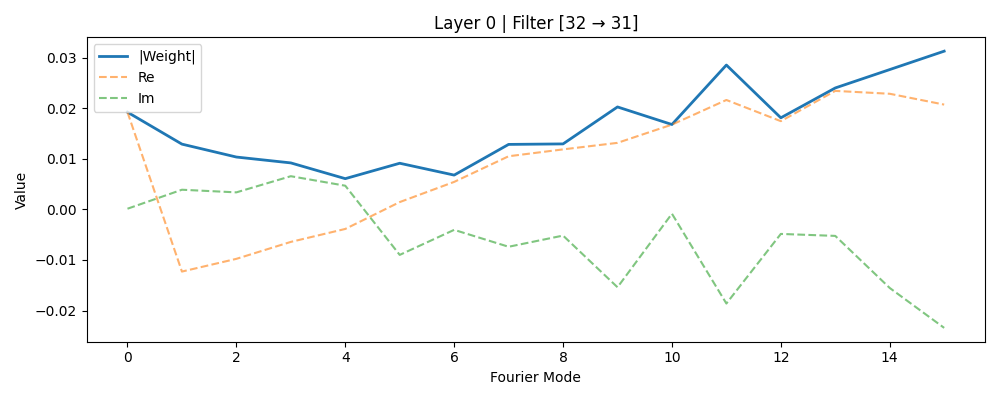 Layer 0 | Filter [32 → 31]
|Weight|
Re
Im
0.03
0.02
0.01
0.00
−0.01
−0.02
Value
0 2 4 6 8 10 12 14
Fourier Mode